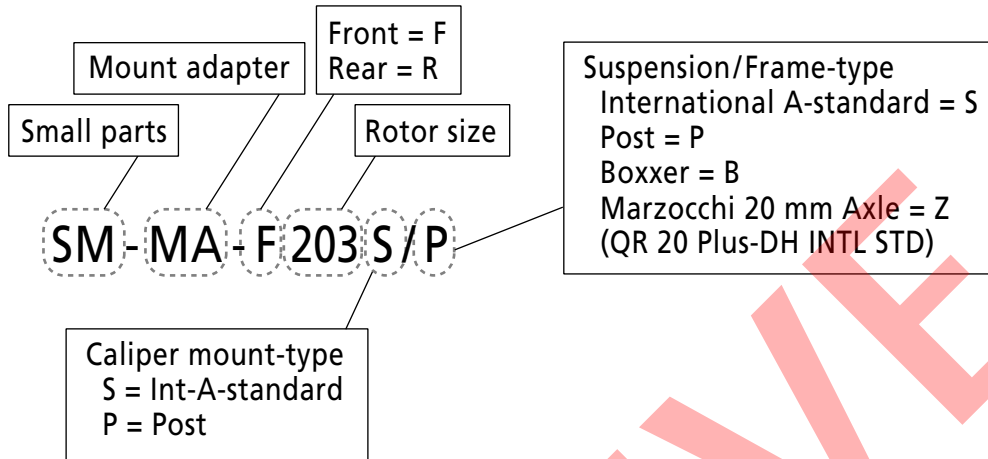 Front = F
Rear = R
Mount adapter
Small parts
Rotor size
Suspension/Frame-type
International A-standard = S
Post = P
Boxxer = B
Marzocchi 20 mm Axle = Z
(QR 20 Plus-DH INTL STD)
SM - MA - F 203 S / P
Caliper mount-type
S = Int-A-standard
P = Post
VE